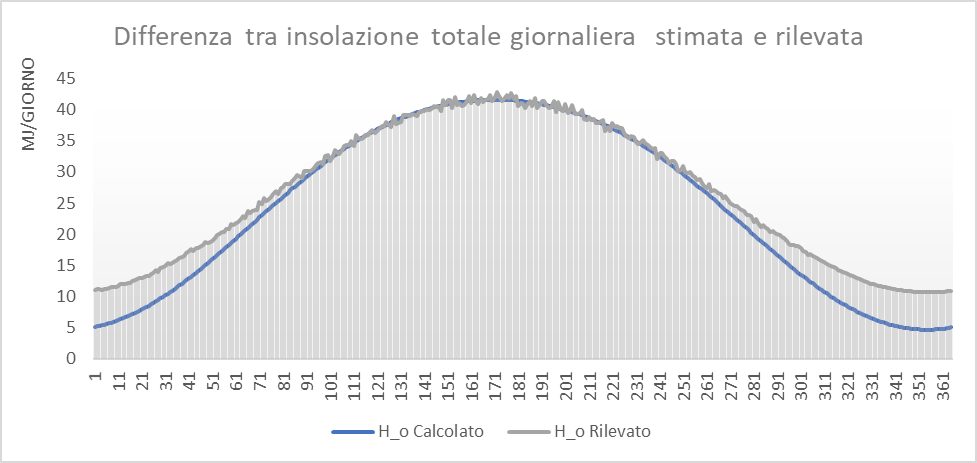 Differenza tra insolazione totale giornaliera stimata e rilevata
MJ/GIORNO
45
40
35
30
25
20
15
10
5
0
1 11 21 31 41 51 61 71 81 91 101 111 121 131 141 151 161 171 181 191 201 211 221 231 241 251 261 271 281 291 301 311 321 331 341 351 361
H_o Calcolato H_o Rilevato